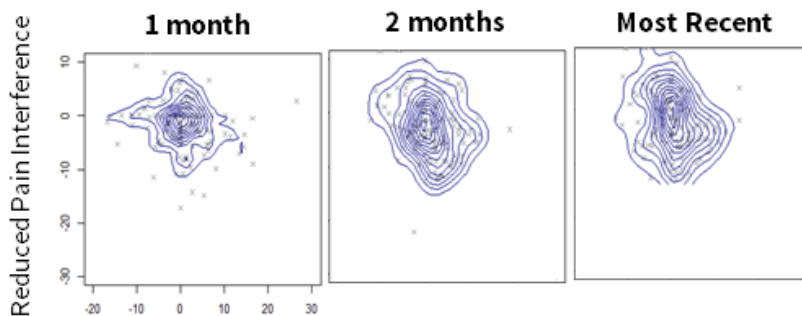 1 month
2 months
Most Recent
Reduced Pain Interference
10
0
-10
-20
-30
-20 -10 0 10 20 30